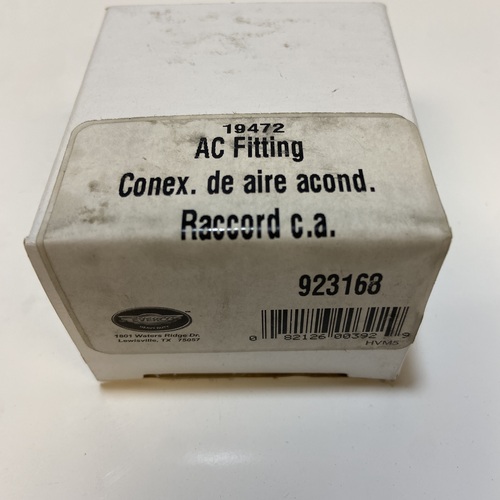 19472
AC Fitting
Conex. de aire acond.
Raccord c.a.
923168
EVERCO
1801 Waters Ridge Dr.
Lewisville, TX 75057
0 82126 00392 9
HVM5